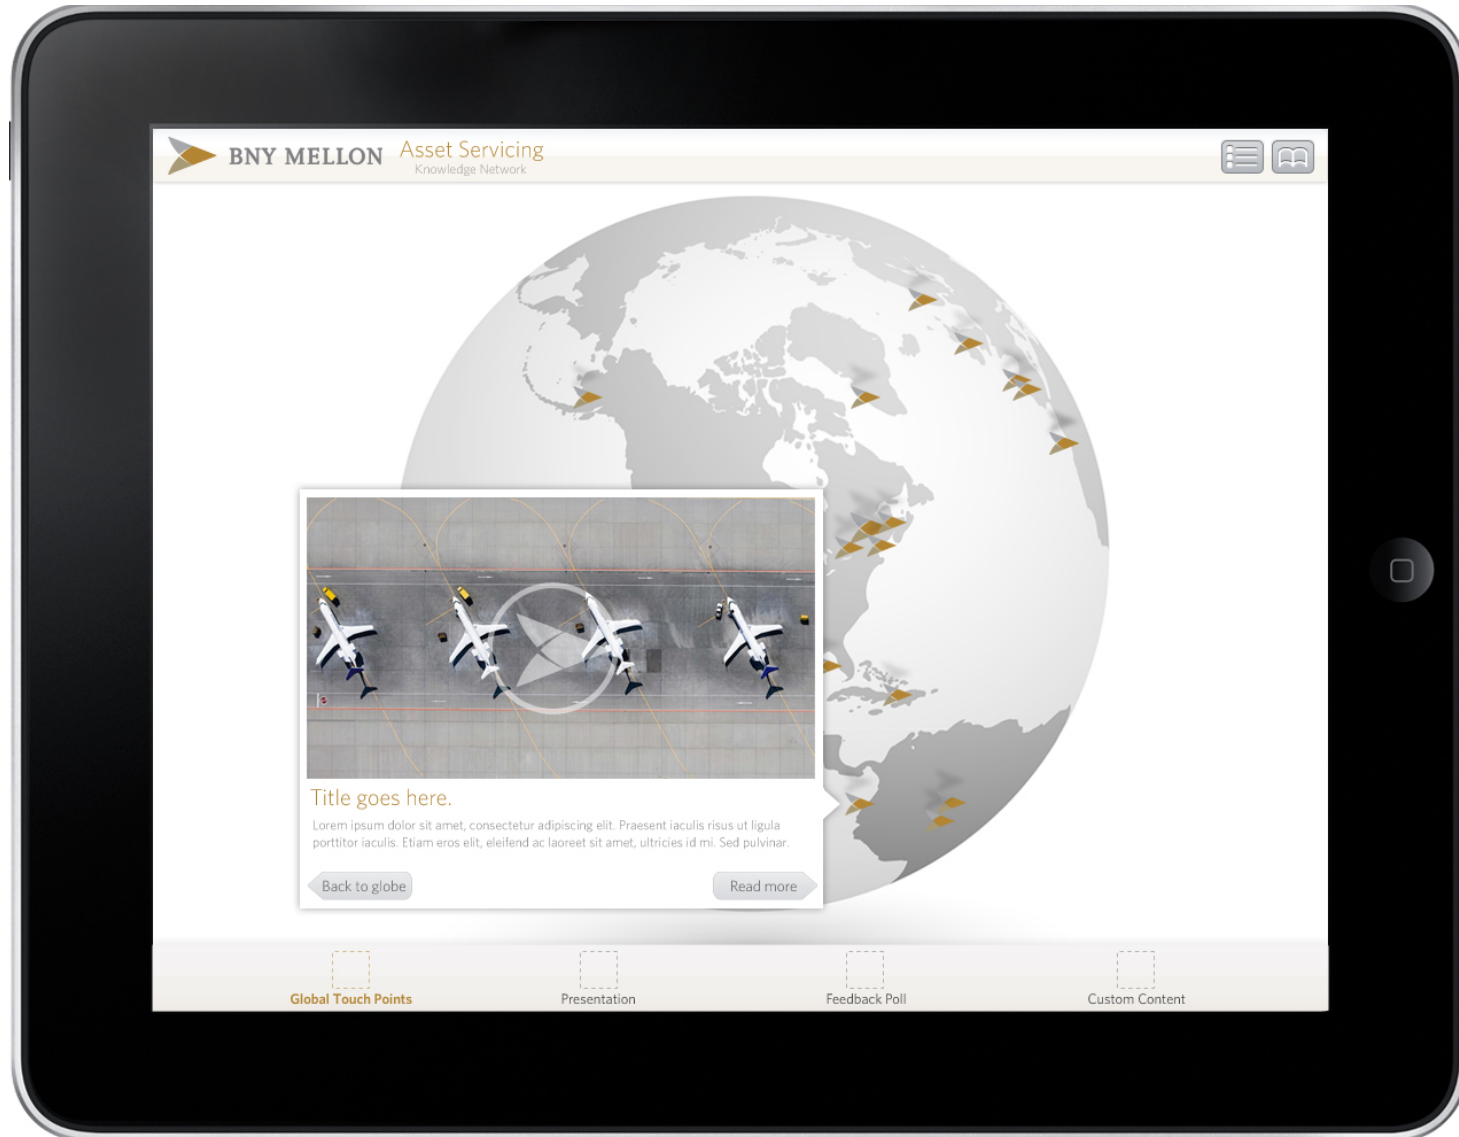 BNY MELLON
Asset Servicing
Knowledge Network
Title goes here.
Lorem ipsum dolor sit amet, consectetur adipiscing elit. Praesent iaculis risus ut ligula
porttitor iaculis. Etiam eros elit, eleifend ac laoreet sit amet, ultricies id mi. Sed pulvinar.
Back to globe
Read more
Global Touch Points
Presentation
Feedback Poll
Custom Content